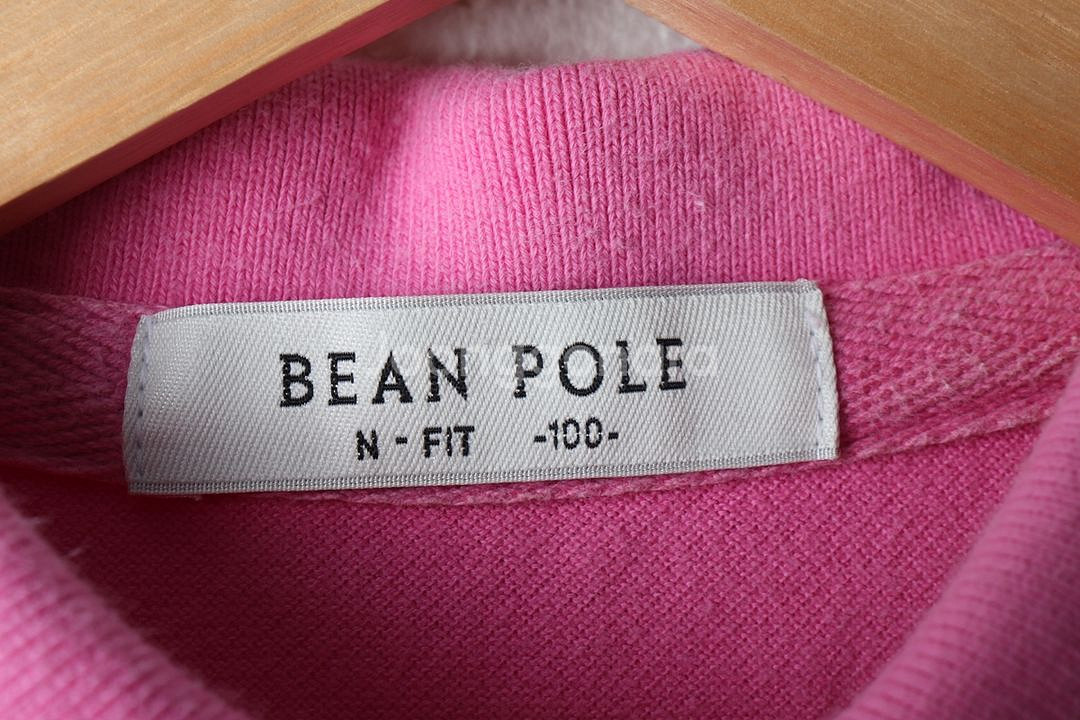 BEAN POLE
N - FIT -100-